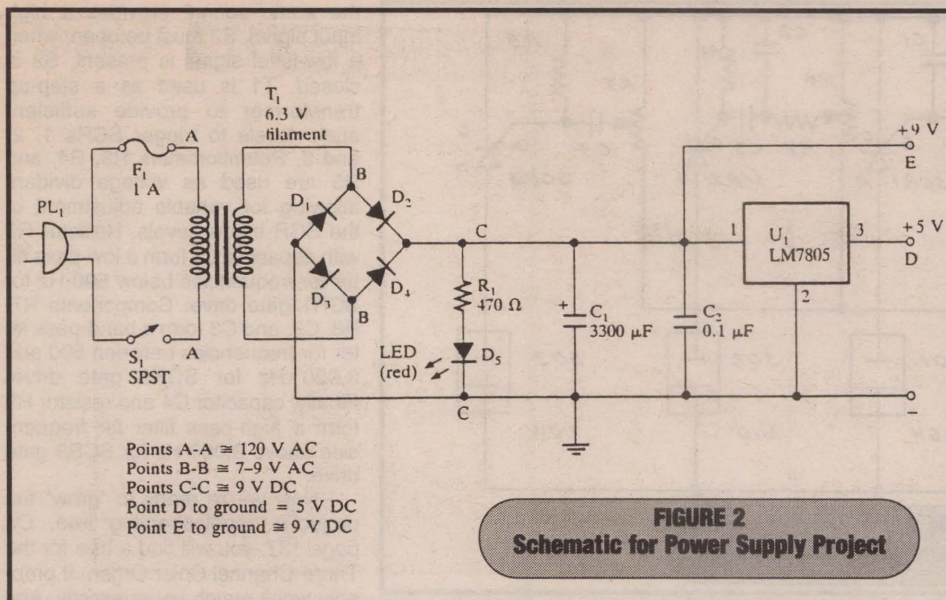 T₁
6.3 V
filament
A
F₁
1 A
PL₁
B
D₁
D₂
D₃
D₄
B
S₁
SPST
A
C
R₁
470 Ω
LED
(red)
D₅
C
+
C₁
3300 μF
C₂
0.1 μF
1
U₁
LM7805
3
2
+9 V
E
+5 V
D
−
Points A-A ≅ 120 V AC
Points B-B ≅ 7–9 V AC
Points C-C ≅ 9 V DC
Point D to ground = 5 V DC
Point E to ground ≅ 9 V DC
FIGURE 2
Schematic for Power Supply Project